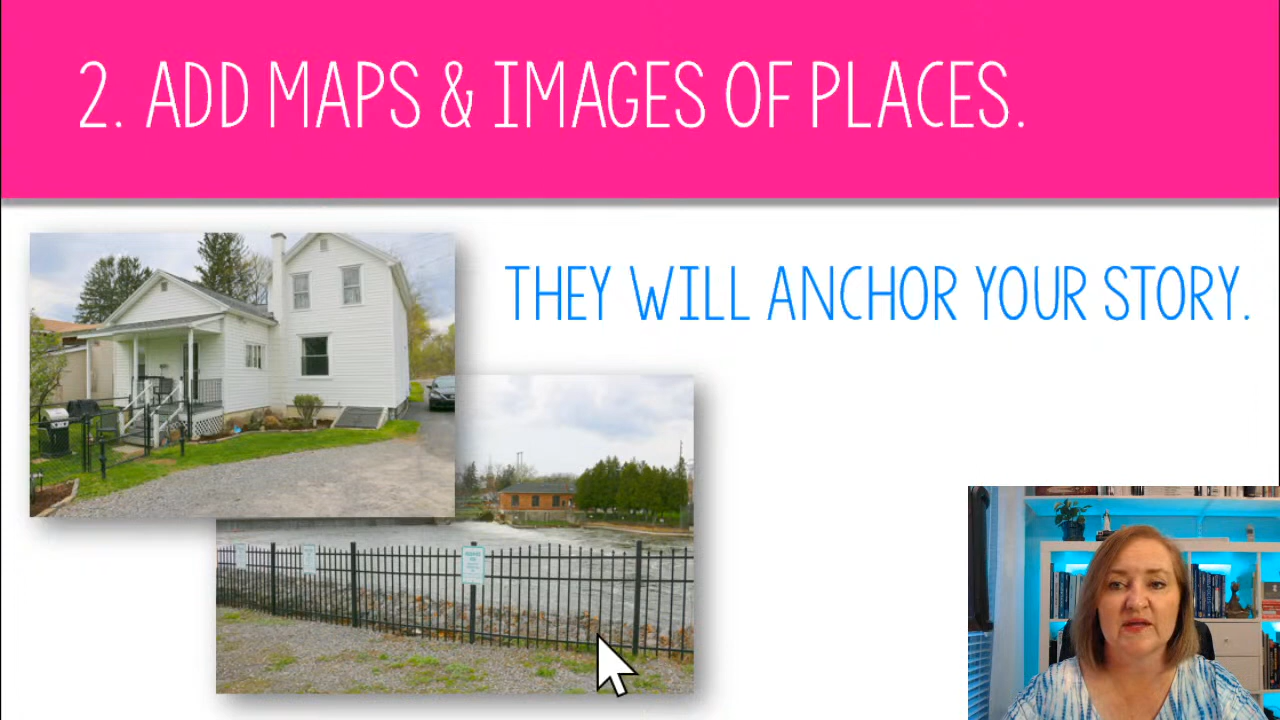 2. ADD MAPS & IMAGES OF PLACES.
THEY WILL ANCHOR YOUR STORY.